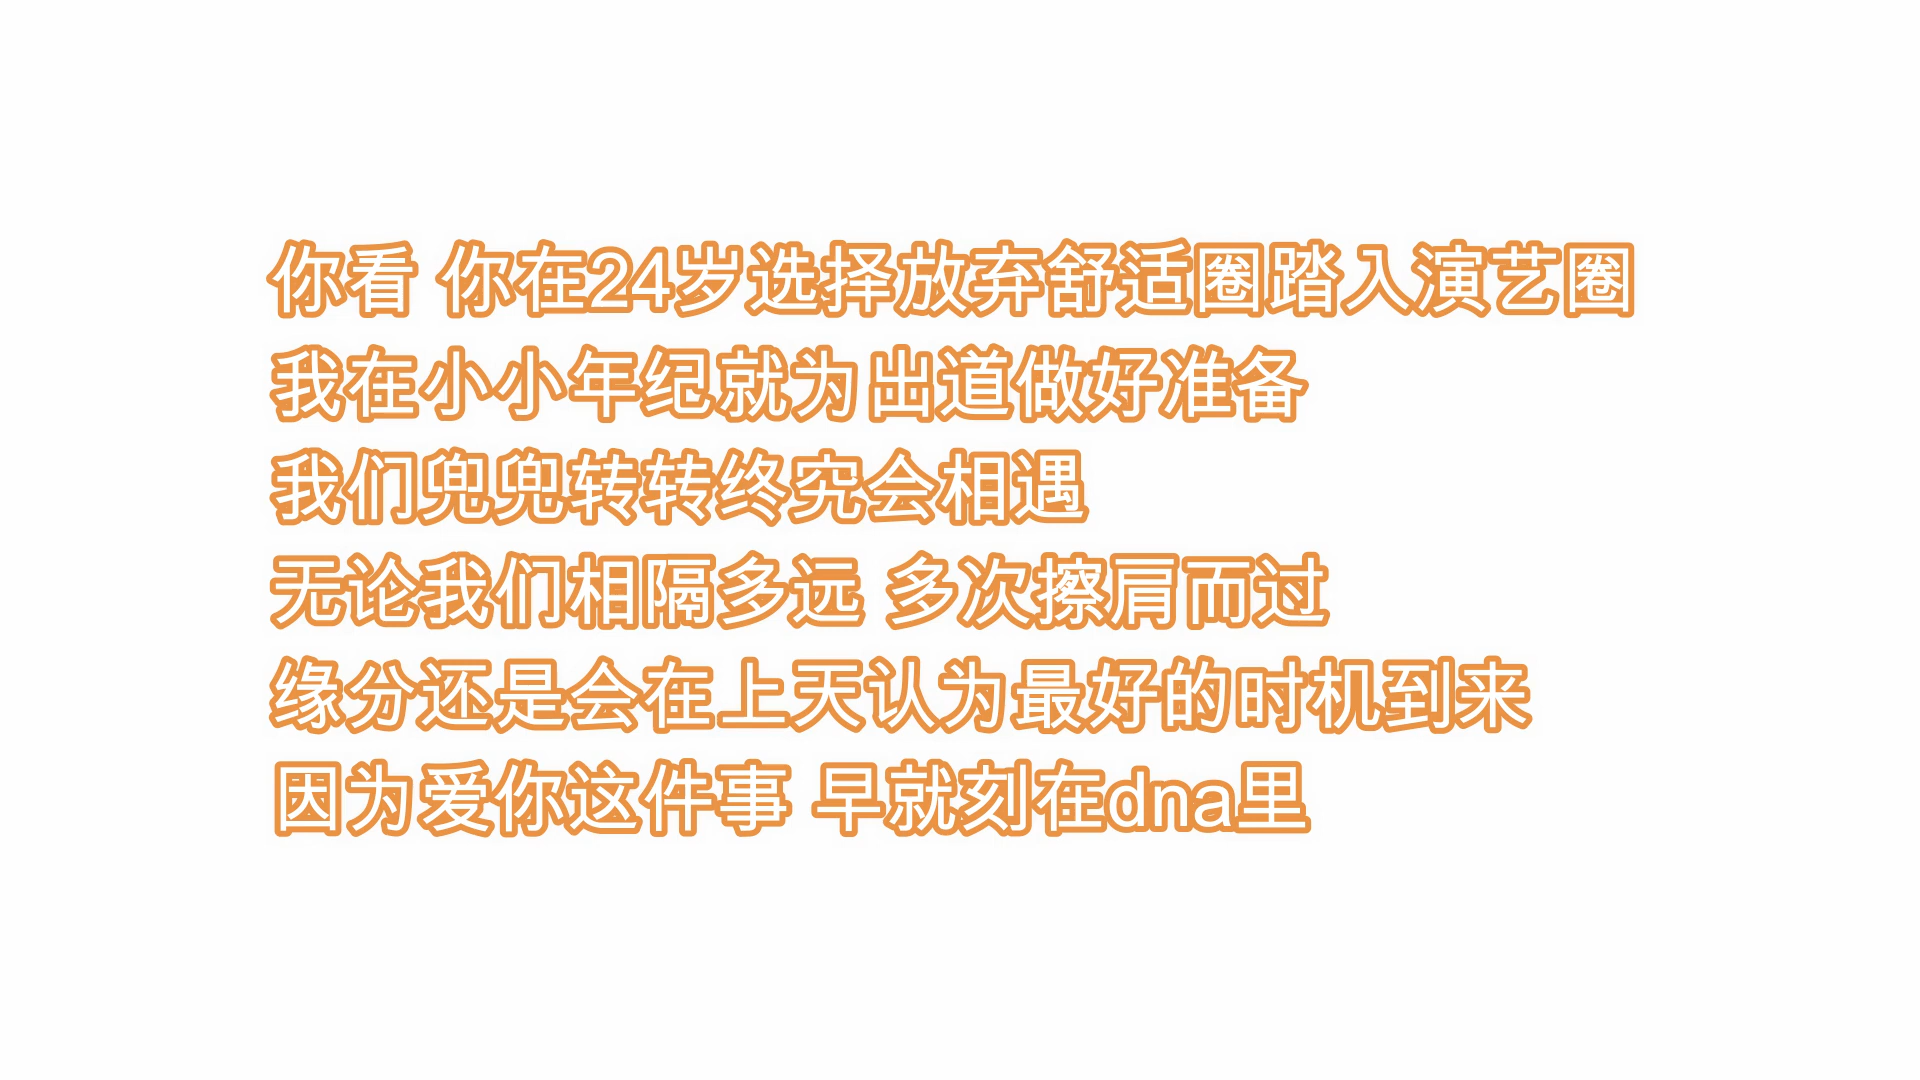 你看 你在24岁选择放弃舒适圈踏入演艺圈
我在小小年纪就为出道做好准备
我们兜兜转转终究会相遇
无论我们相隔多远 多次擦肩而过
缘分还是会在上天认为最好的时机到来
因为爱你这件事 早就刻在dna里